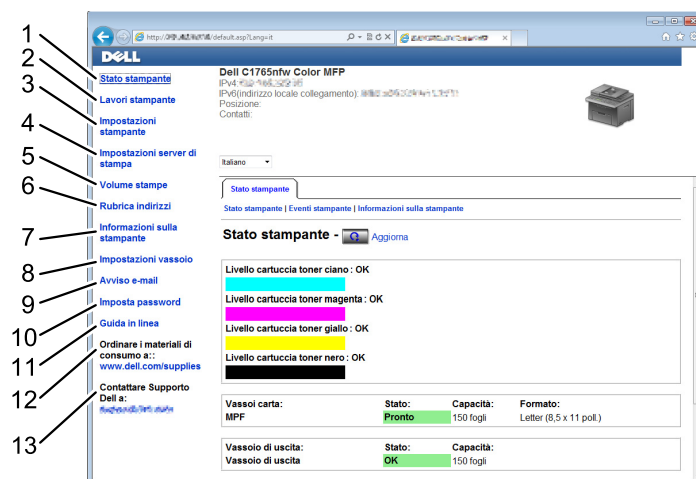 http://
/default.asp?Lang=it
DELL
1
Stato stampante
2
Lavori stampante
3
Impostazioni
stampante
4
Impostazioni server di
stampa
5
Volume stampe
6
Rubrica indirizzi
7
Informazioni sulla
stampante
8
Impostazioni vassoio
9
Avviso e-mail
10
Imposta password
11
Guida in linea
12
Ordinare i materiali di
consumo a::
www.dell.com/supplies
13
Contattare Supporto
Dell a:
Dell C1765nfw Color MFP
IPv4:
IPv6(indirizzo locale collegamento):
Posizione:
Contatti:
Italiano
Stato stampante
Stato stampante | Eventi stampante | Informazioni sulla stampante
Stato stampante - Aggiorna
Livello cartuccia toner ciano : OK
Livello cartuccia toner magenta : OK
Livello cartuccia toner giallo : OK
Livello cartuccia toner nero : OK
Vassoi carta: Stato: Capacità: Formato:
MPF Pronto 150 fogli Letter (8,5 x 11 poll.)
Vassoio di uscita: Stato: Capacità:
Vassoio di uscita OK 150 fogli